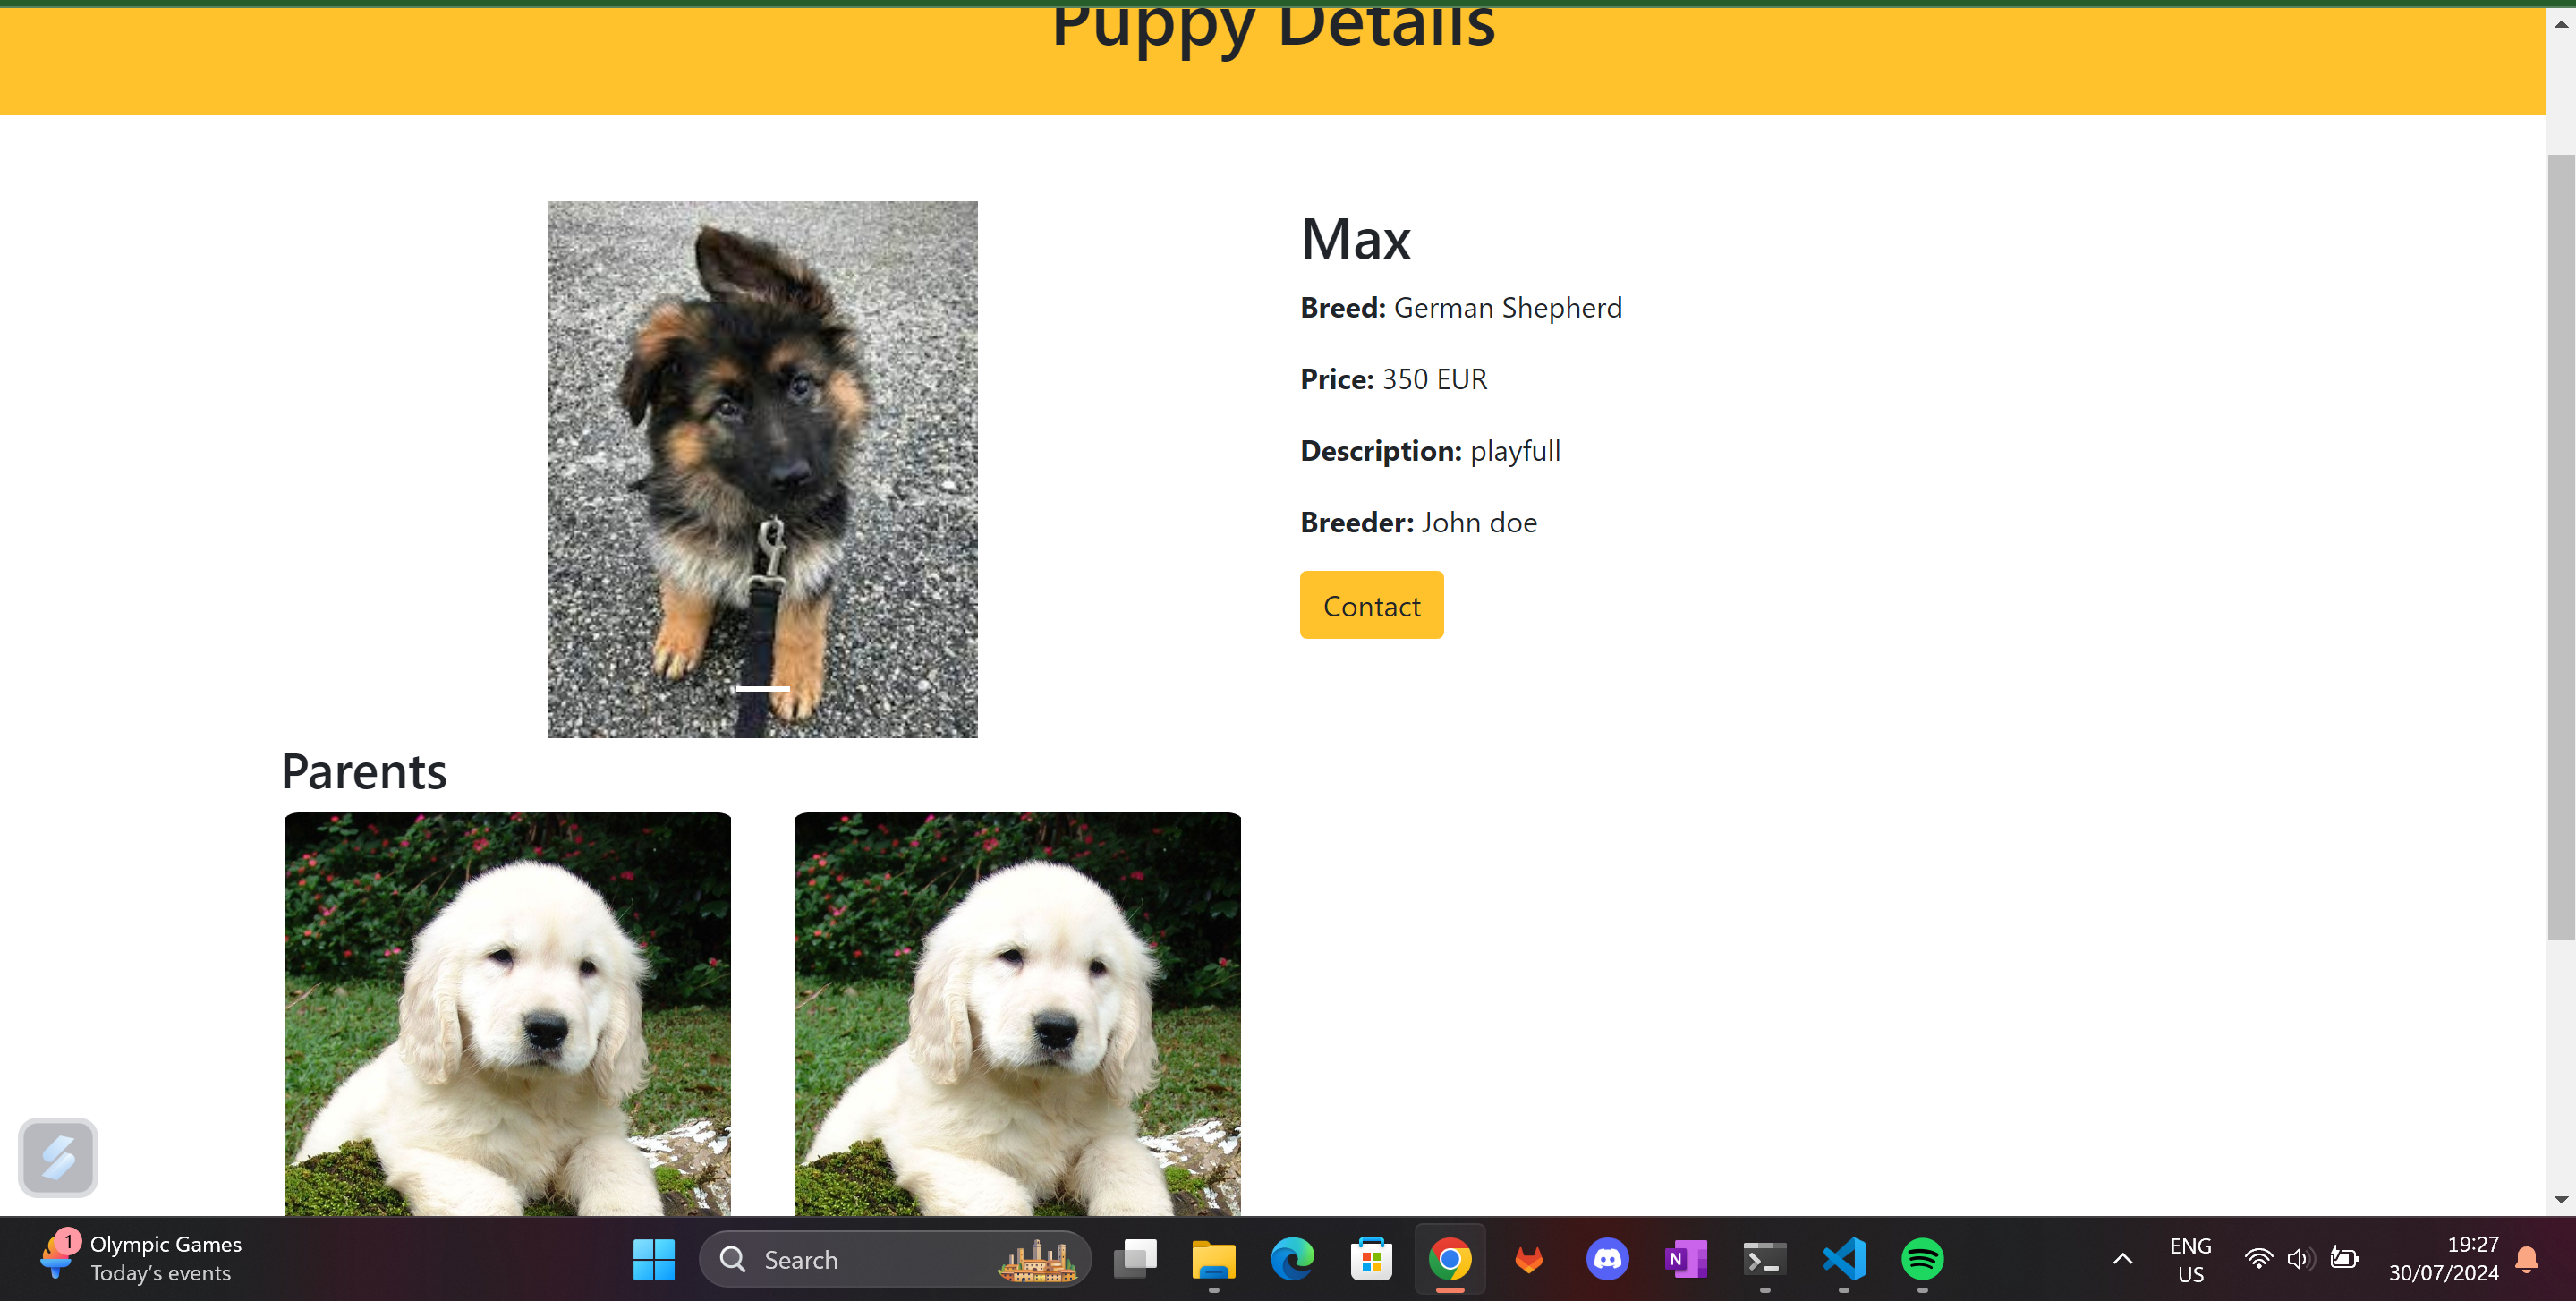 Puppy Details
Max
Breed: German Shepherd
Price: 350 EUR
Description: playfull
Breeder: John doe
Contact
Parents
1
Olympic Games
Today's events
Search
N
ENG
US
19:27
30/07/2024